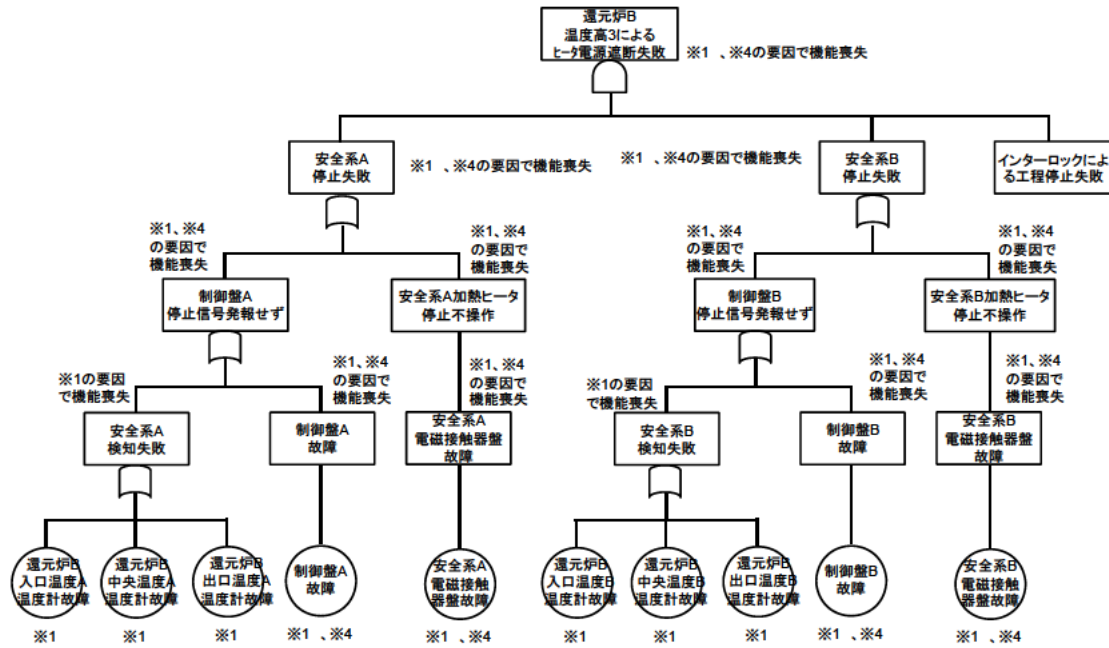 還元炉B
温度高3による
ヒータ電源遮断失敗
※1 、※4の要因で機能喪失
安全系A
停止失敗
※1 、※4の要因で機能喪失
※1 、※4の要因で機能喪失
安全系B
停止失敗
インターロックによ
る工程停止失敗
※1、※4
の要因で
機能喪失
※1、※4
の要因で
機能喪失
※1、※4
の要因で
機能喪失
※1、※4
の要因で
機能喪失
制御盤A
停止信号発報せず
安全系A加熱ヒータ
停止不操作
制御盤B
停止信号発報せず
安全系B加熱ヒータ
停止不操作
※1の要因
で機能喪失
※1、※4
の要因で
機能喪失
※1、※4
の要因で
機能喪失
※1の要因
で機能喪失
※1、※4
の要因で
機能喪失
※1、※4
の要因で
機能喪失
安全系A
検知失敗
制御盤A
故障
安全系A
電磁接触器盤
故障
安全系B
検知失敗
制御盤B
故障
安全系B
電磁接触器盤
故障
還元炉B
入口温度A
温度計故障
還元炉B
中央温度A
温度計故障
還元炉B
出口温度A
温度計故障
制御盤A
故障
安全系A
電磁接触
器盤故障
還元炉B
入口温度B
温度計故障
還元炉B
中央温度B
温度計故障
還元炉B
出口温度B
温度計故障
制御盤B
故障
安全系B
電磁接触
器盤故障
※1
※1
※1
※1 、※4
※1 、※4
※1
※1
※1
※1 、※4
※1 、※4